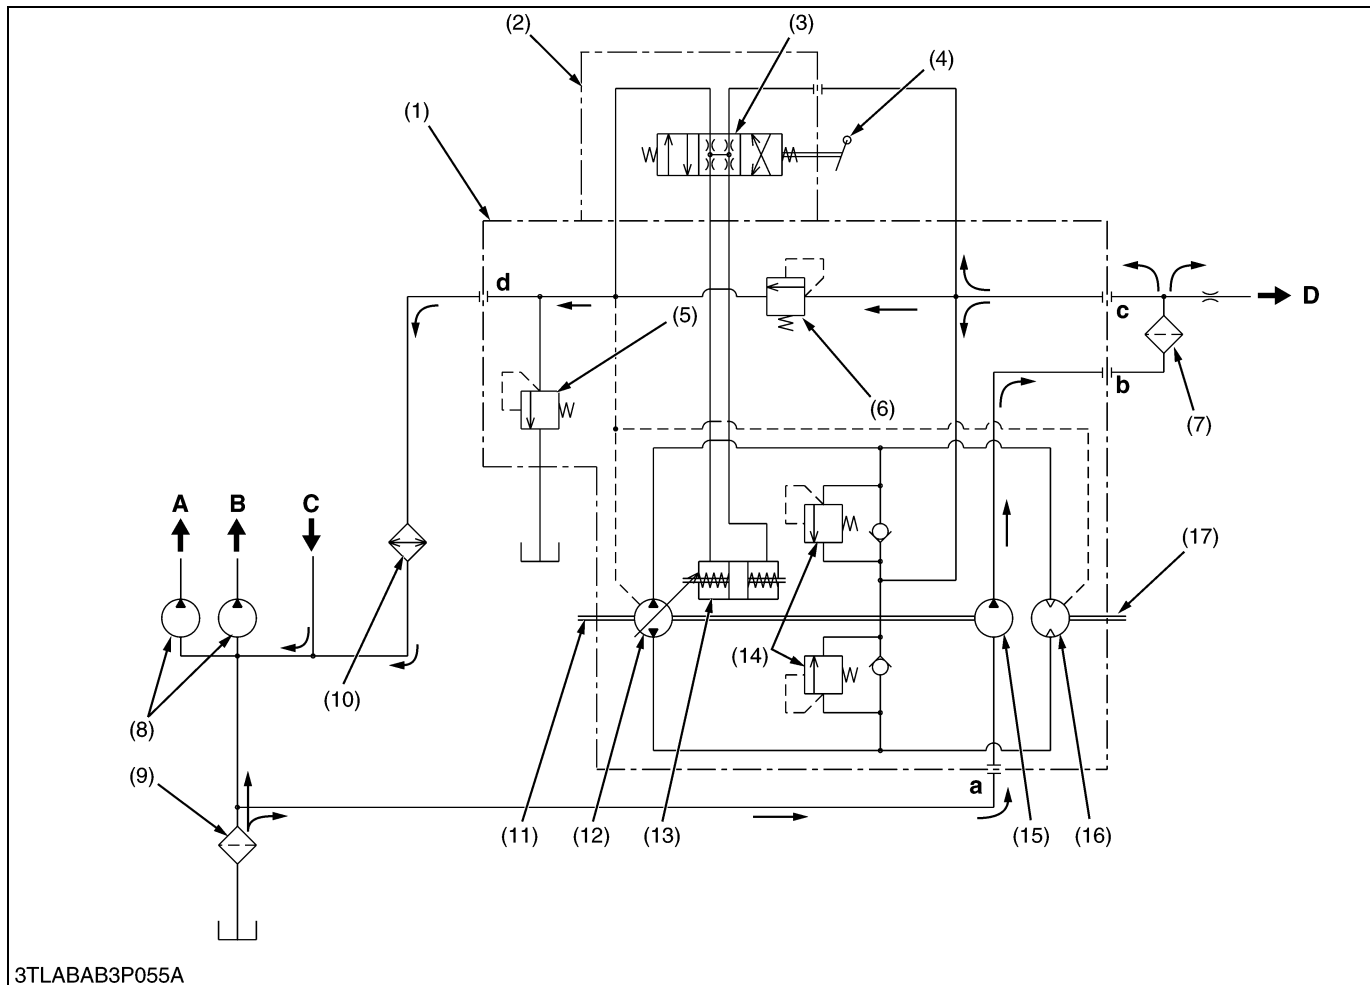 (2)
(3)
(4)
(1)
d
(5)
D
c
(6)
b
(7)
A
B
C
(17)
(14)
(10)
(8)
(9)
a
(11)
(12)
(13)
(15)
(16)
3TLABAB3P055A